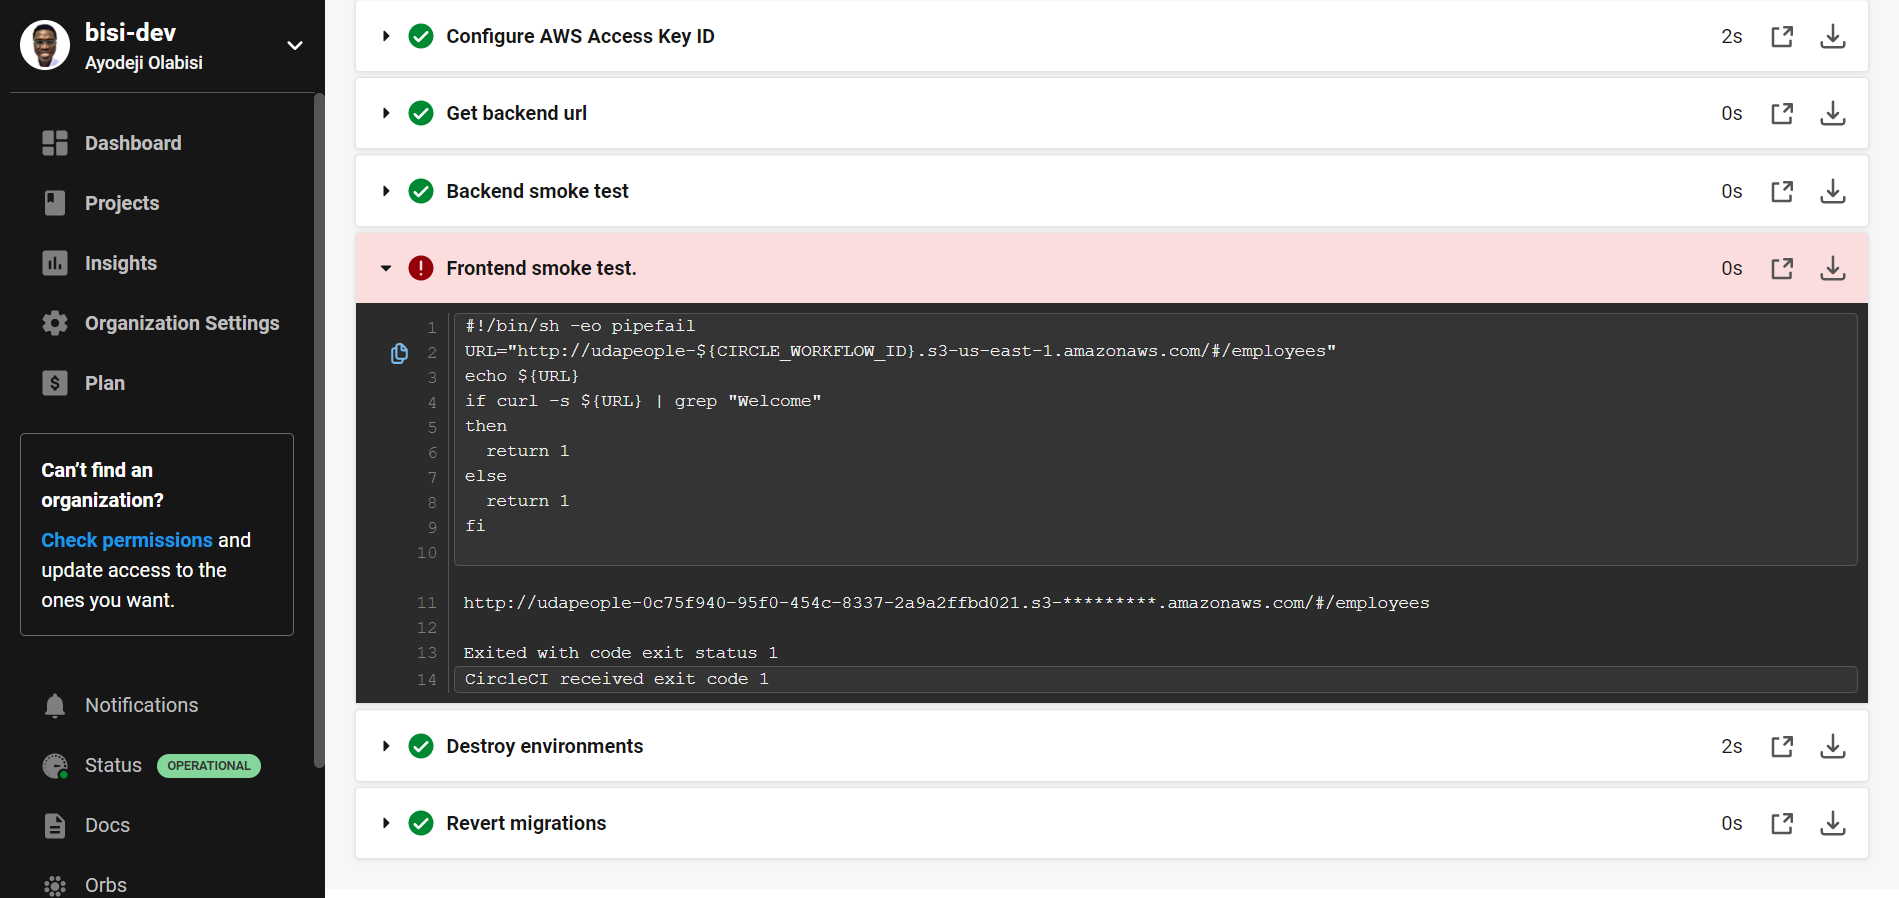 bisi-dev
Ayodeji Olabisi
Dashboard
Projects
Insights
Organization Settings
Plan
Can't find an
organization?
Check permissions and
update access to the
ones you want.
Notifications
Status OPERATIONAL
Docs
Orbs
Configure AWS Access Key ID 2s
Get backend url 0s
Backend smoke test 0s
Frontend smoke test. 0s
1 #!/bin/sh -eo pipefail
2 URL="http://udapeople-${CIRCLE_WORKFLOW_ID}.s3-us-east-1.amazonaws.com/#/employees"
3 echo ${URL}
4 if curl -s ${URL} | grep "Welcome"
5 then
6 return 1
7 else
8 return 1
9 fi
10
11 http://udapeople-0c75f940-95f0-454c-8337-2a9a2ffbd021.s3-*********.amazonaws.com/#/employees
12
13 Exited with code exit status 1
14 CircleCI received exit code 1
Destroy environments 2s
Revert migrations 0s